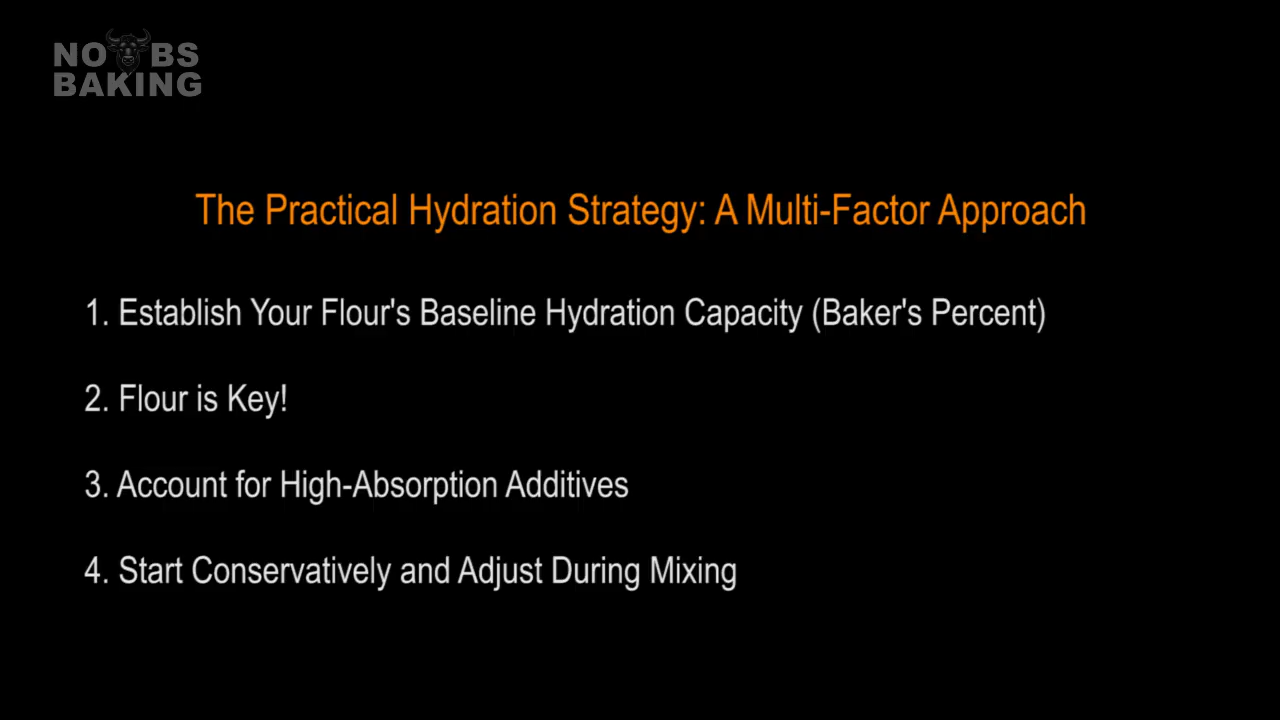 NO BS
BAKING
The Practical Hydration Strategy: A Multi-Factor Approach
1. Establish Your Flour's Baseline Hydration Capacity (Baker's Percent)
2. Flour is Key!
3. Account for High-Absorption Additives
4. Start Conservatively and Adjust During Mixing